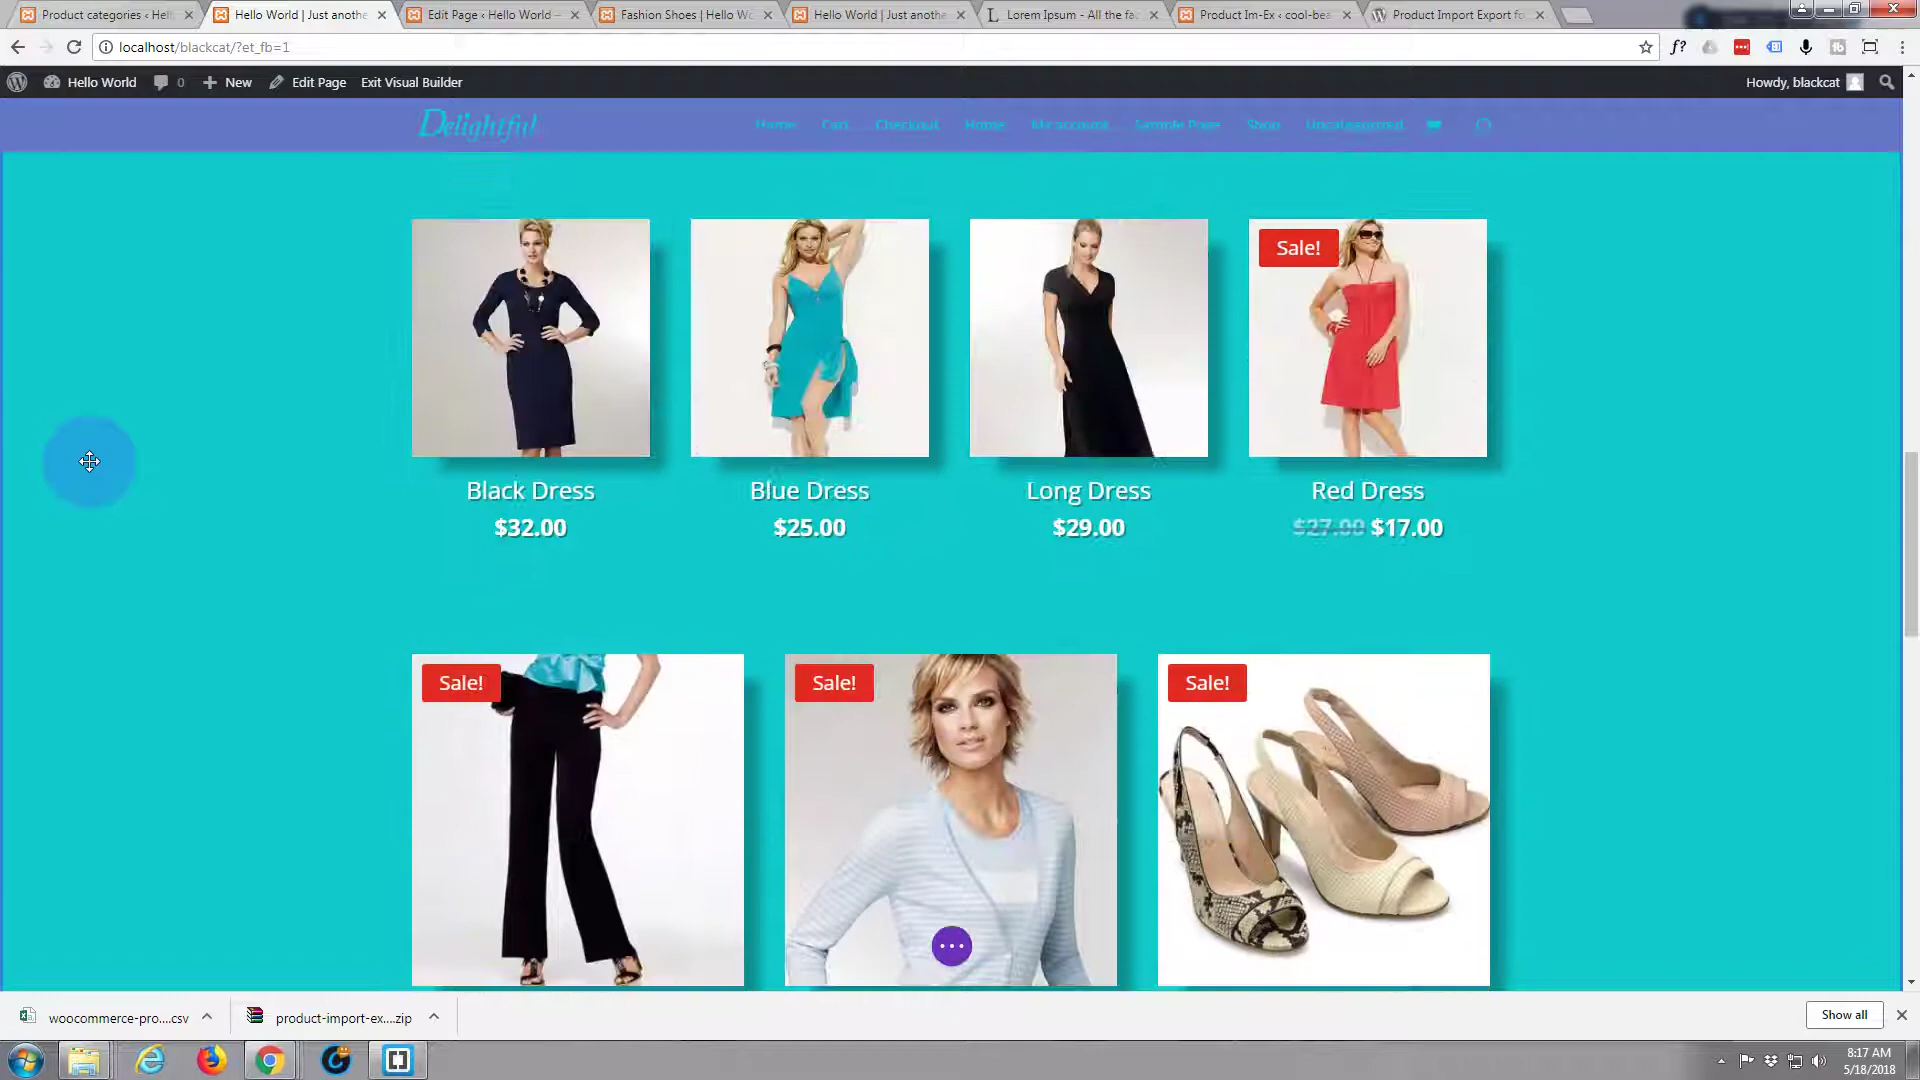 Product categories ‹ Hell
Hello World | Just anothe
Edit Page ‹ Hello World —
Fashion Shoes | Hello Wo
Hello World | Just anothe
Lorem Ipsum - All the fac
Product Im-Ex ‹ cool-bea
Product Import Export fo
localhost/blackcat/?et_fb=1
f?
Hello World
0
New
Edit Page
Exit Visual Builder
Howdy, blackcat
Delightful
Home
Cart
Checkout
Home
My account
Sample Page
Shop
Uncategorized
Sale!
Black Dress
Blue Dress
Long Dress
Red Dress
$32.00
$25.00
$29.00
$27.00 $17.00
Sale!
Sale!
Sale!
woocommerce-pro....csv
product-import-ex....zip
Show all
8:17 AM
5/18/2018